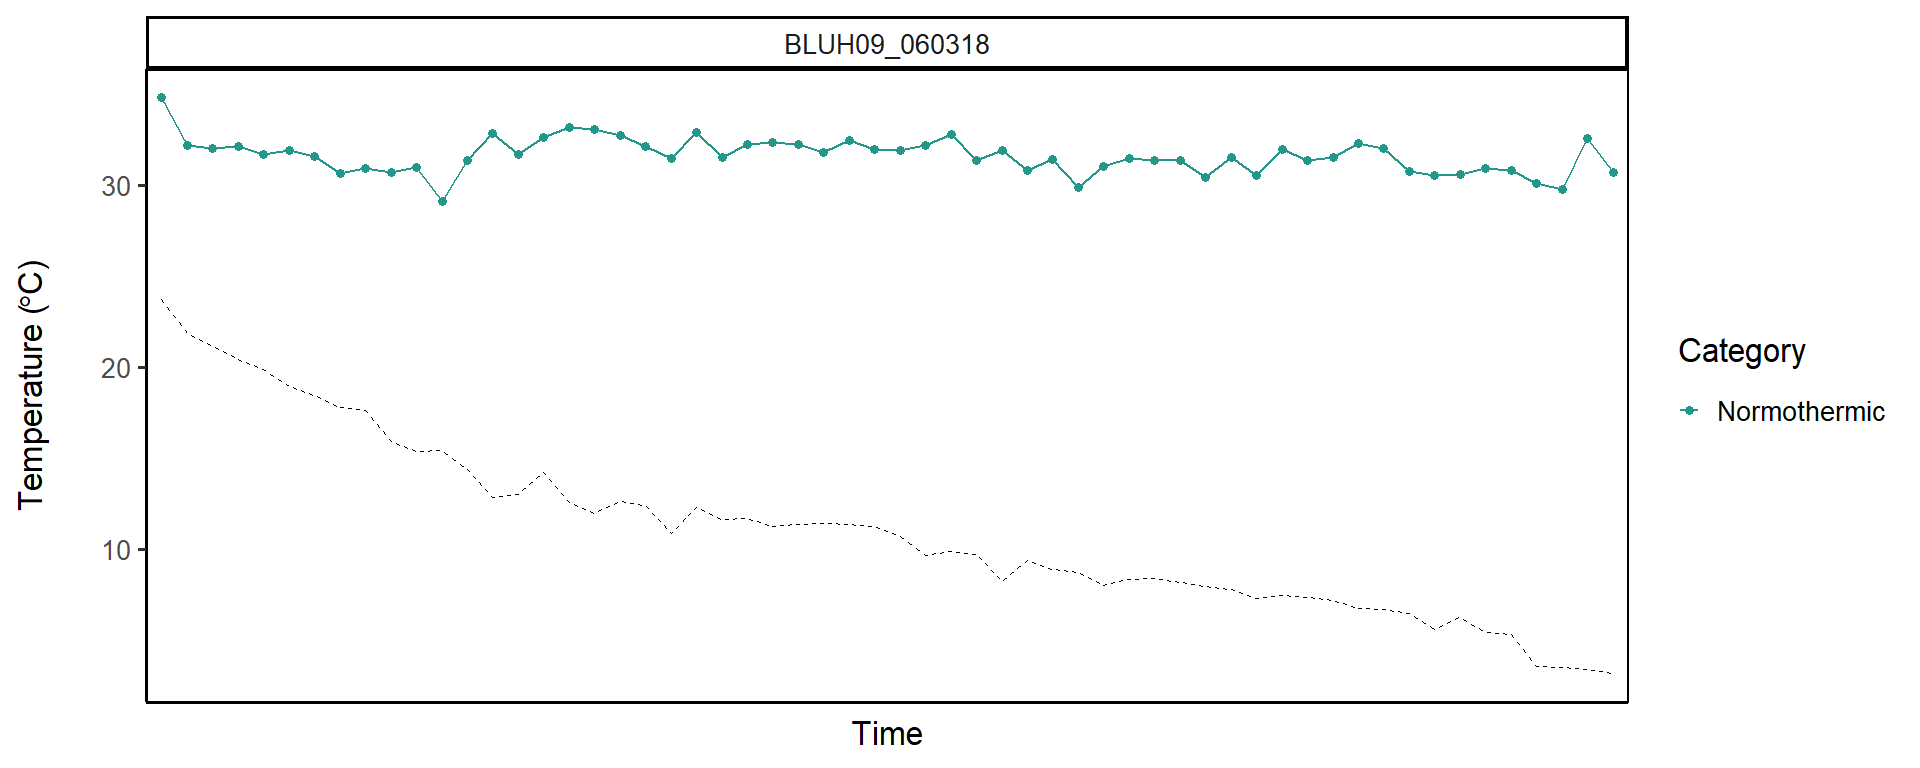 BLUH09_060318
Temperature (°C)
30
20
10
Time
Category
Normothermic